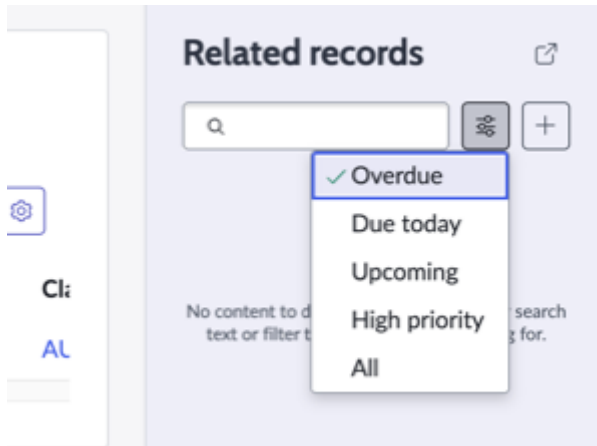 Related records
Overdue
Due today
Upcoming
High priority
All
Cla
AU
No content to d
search
text or filter t
for.